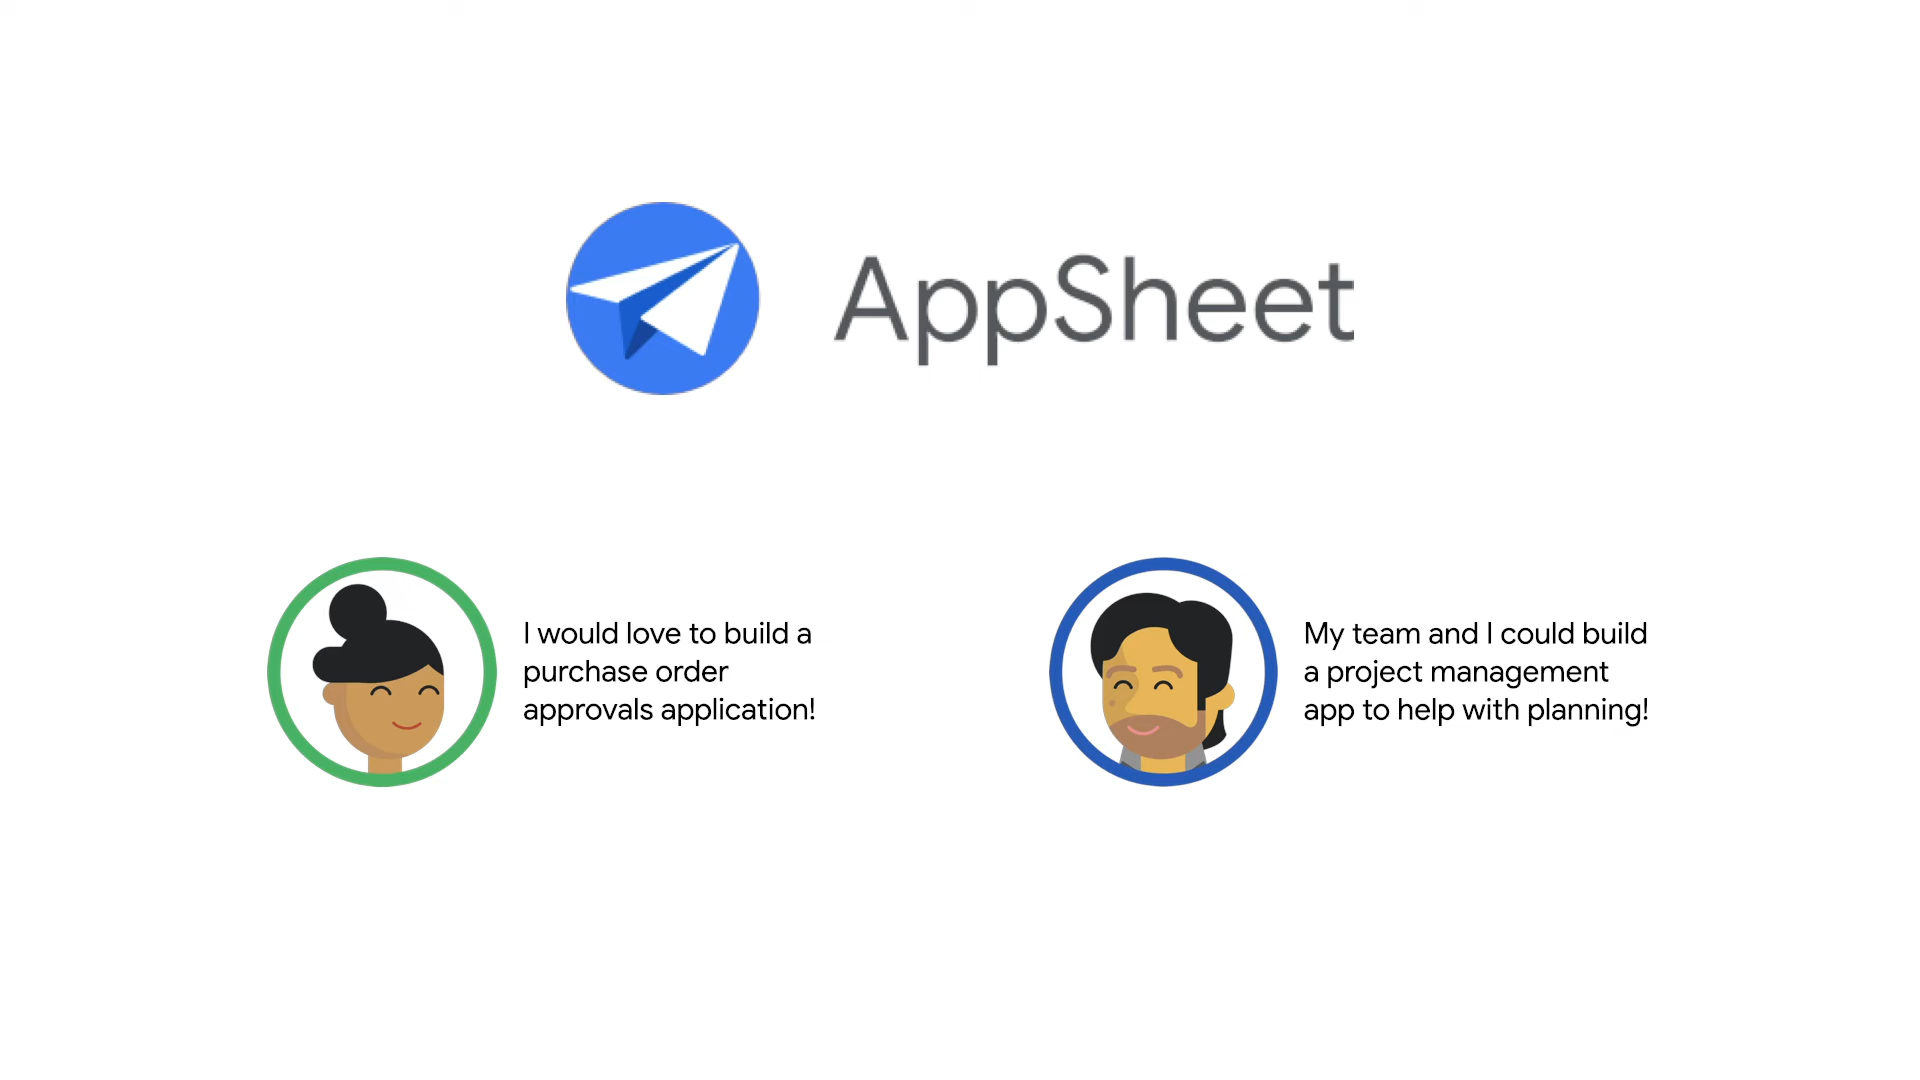 AppSheet
I would love to build a
purchase order
approvals application!
My team and I could build
a project management
app to help with planning!